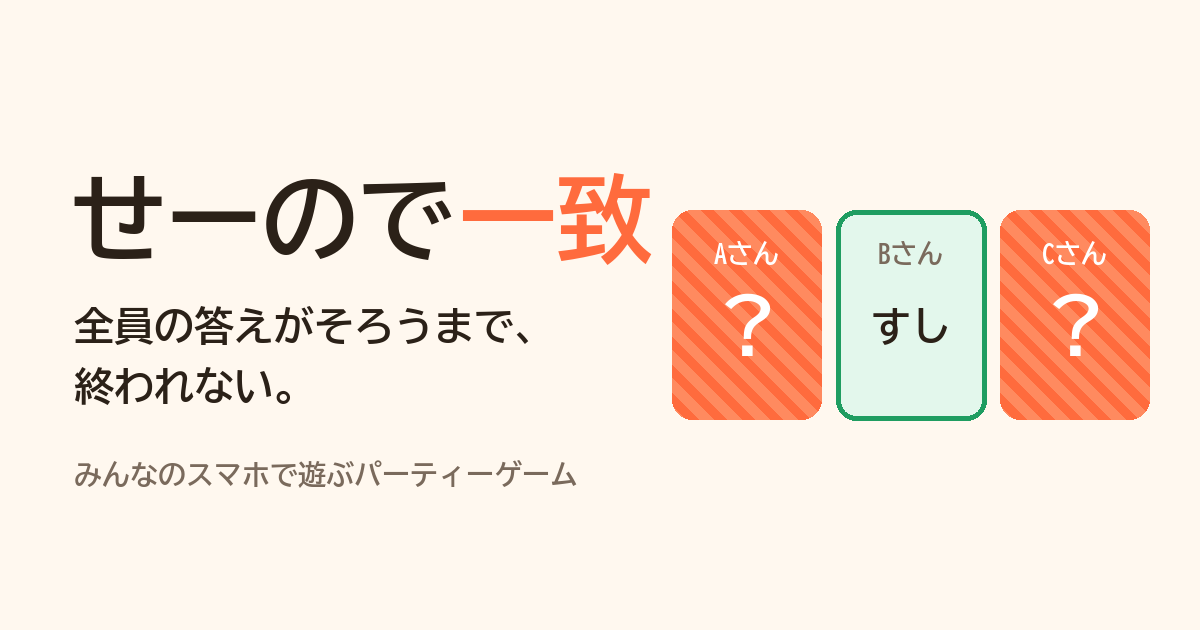 せーので一致
全員の答えがそろうまで、
終われない。
みんなのスマホで遊ぶパーティーゲーム
Aさん
?
Bさん
すし
Cさん
?